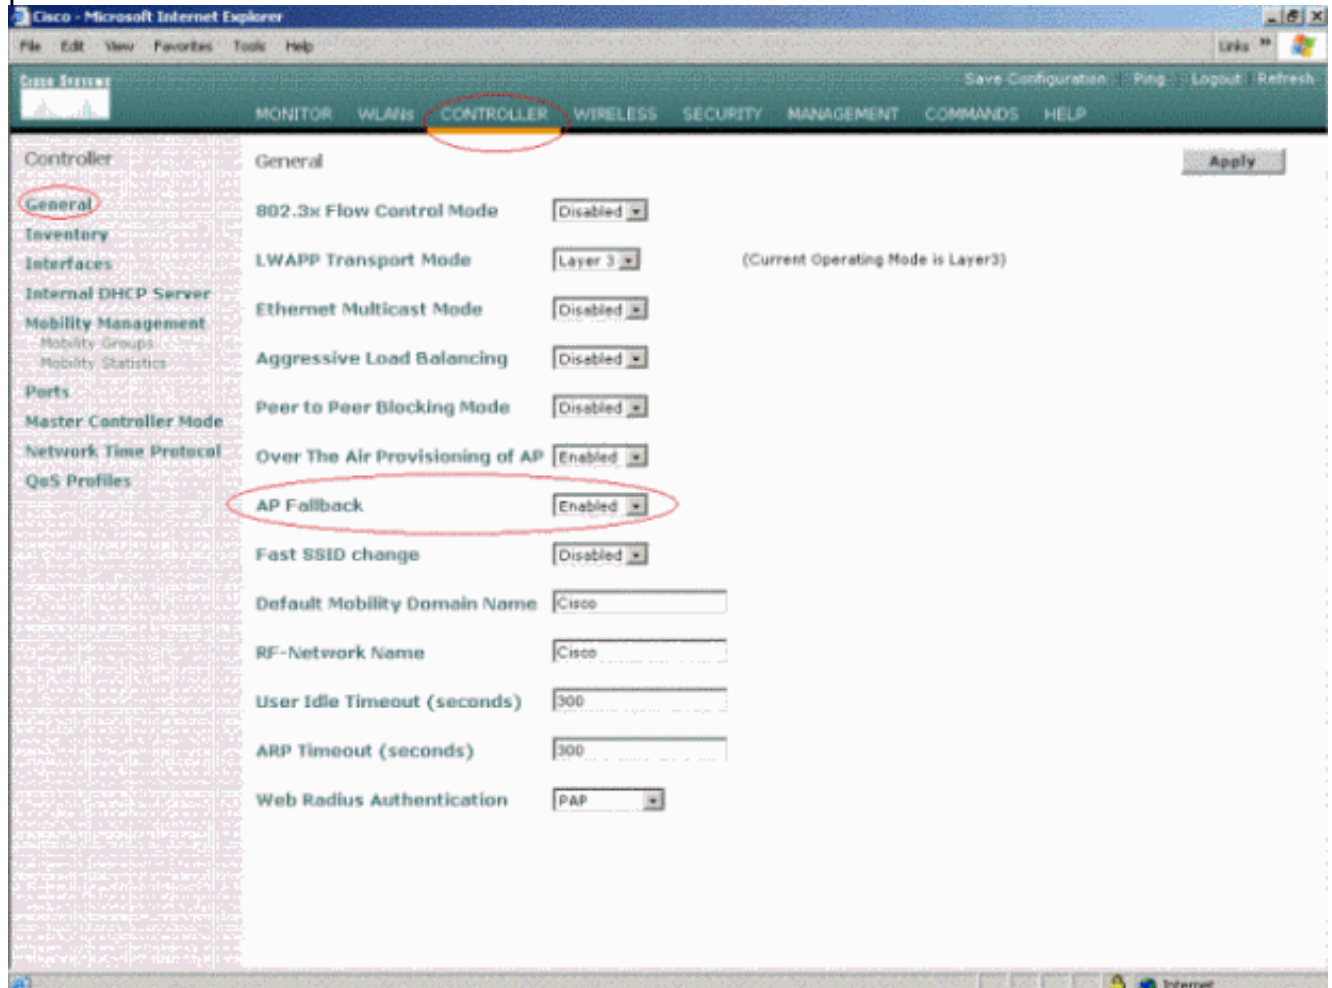 Cisco - Microsoft Internet Explorer
File Edit View Favorites Tools Help
Links »
CISCO SYSTEMS
Save Configuration Ping Logout Refresh
MONITOR WLANs CONTROLLER WIRELESS SECURITY MANAGEMENT COMMANDS HELP
Controller
General
Inventory
Interfaces
Internal DHCP Server
Mobility Management
Mobility Groups
Mobility Statistics
Ports
Master Controller Mode
Network Time Protocol
QoS Profiles
General
Apply
802.3x Flow Control Mode Disabled
LWAPP Transport Mode Layer 3 (Current Operating Mode is Layer3)
Ethernet Multicast Mode Disabled
Aggressive Load Balancing Disabled
Peer to Peer Blocking Mode Disabled
Over The Air Provisioning of AP Enabled
AP Fallback Enabled
Fast SSID change Disabled
Default Mobility Domain Name Cisco
RF-Network Name Cisco
User Idle Timeout (seconds) 300
ARP Timeout (seconds) 300
Web Radius Authentication PAP
Internet